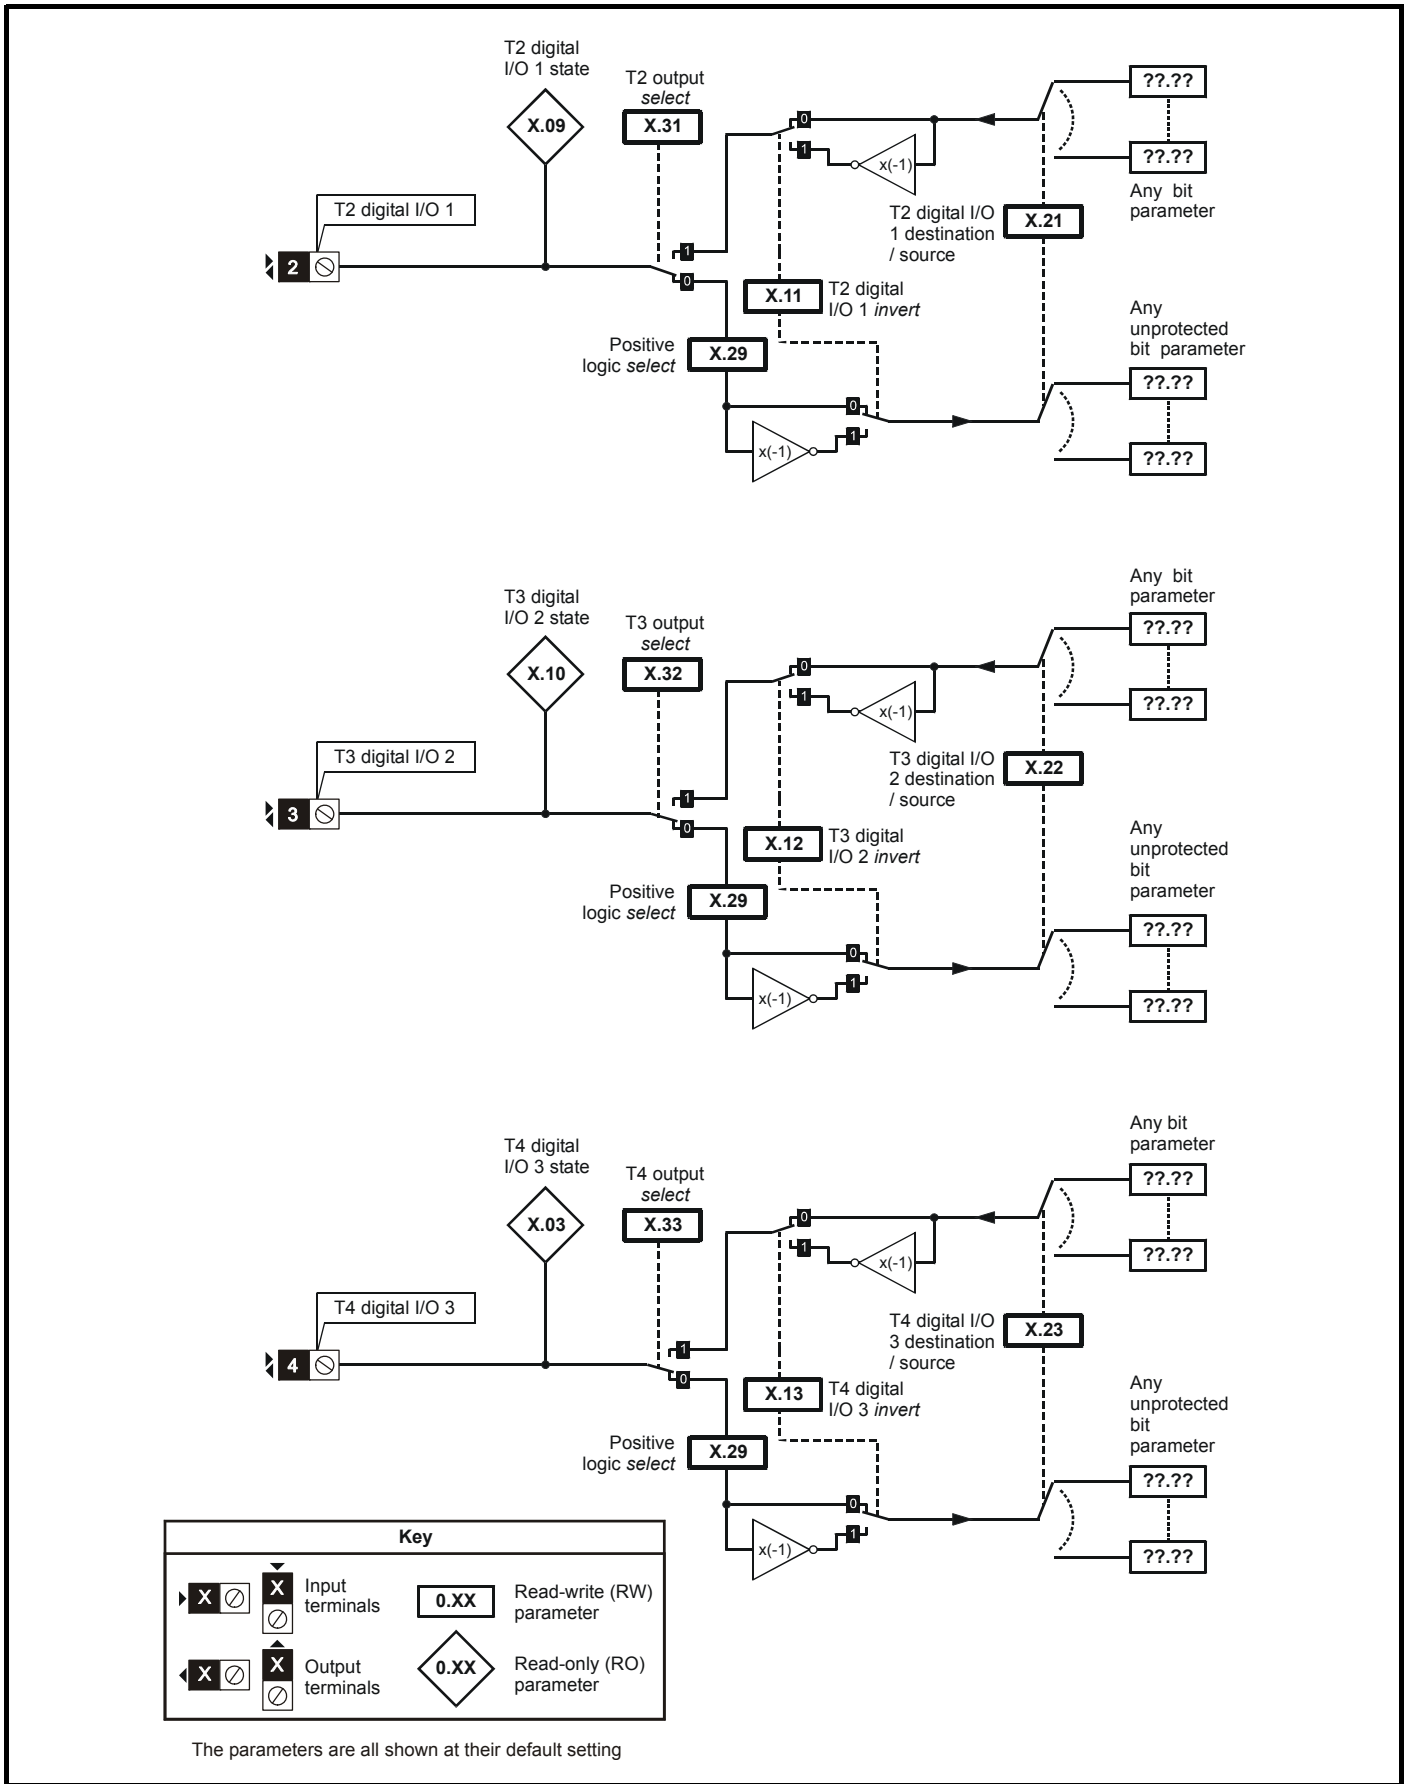 T2 digital
I/O 1 state
T2 output
select
X.09
X.31
0
1
x(-1)
??.??
??.??
Any bit
parameter
T2 digital I/O 1
T2 digital I/O
1 destination
/ source
X.21
2
1
0
X.11
T2 digital
I/O 1 invert
Any
unprotected
bit parameter
Positive
logic select
X.29
0
1
x(-1)
??.??
??.??
T3 digital
I/O 2 state
T3 output
select
Any bit
parameter
X.10
X.32
0
1
x(-1)
??.??
??.??
T3 digital I/O 2
T3 digital I/O
2 destination
/ source
X.22
3
1
0
X.12
T3 digital
I/O 2 invert
Any
unprotected
bit
parameter
Positive
logic select
X.29
0
1
x(-1)
??.??
??.??
T4 digital
I/O 3 state
T4 output
select
Any bit
parameter
X.03
X.33
0
1
x(-1)
??.??
??.??
T4 digital I/O 3
T4 digital I/O
3 destination
/ source
X.23
4
1
0
X.13
T4 digital
I/O 3 invert
Any
unprotected
bit
parameter
Positive
logic select
X.29
0
1
x(-1)
??.??
??.??
Key
X
X
Input
terminals
0.XX
Read-write (RW)
parameter
X
X
Output
terminals
0.XX
Read-only (RO)
parameter
The parameters are all shown at their default setting